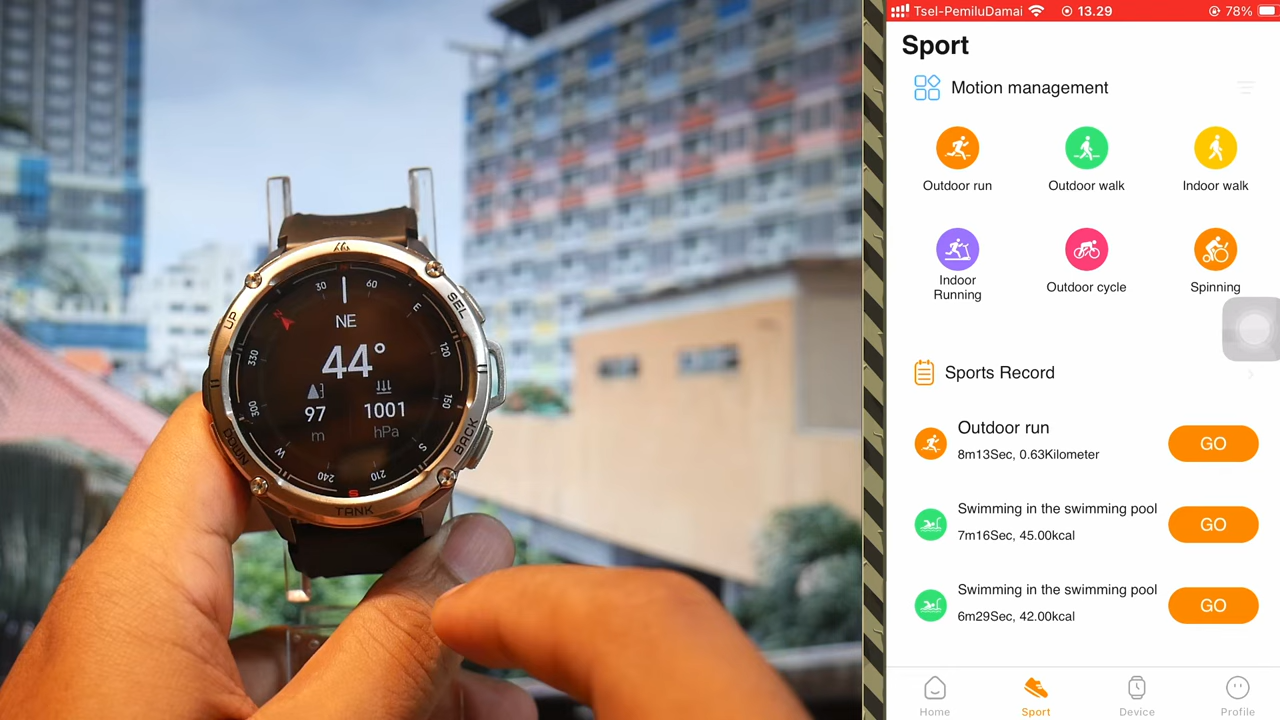 UP
SEL
DOWN
BACK
TANK
30
60
E
120
150
S
210
240
W
300
330
N
NE
44°
97
1001
m
hPa
S
Tsel-PemiluDamai
13.29
78%
Sport
Motion management
Outdoor run
Outdoor walk
Indoor walk
Indoor
Running
Outdoor cycle
Spinning
Sports Record
Outdoor run
8m13Sec, 0.63Kilometer
GO
Swimming in the swimming pool
7m16Sec, 45.00kcal
GO
Swimming in the swimming pool
6m29Sec, 42.00kcal
GO
Home
Sport
Device
Profile